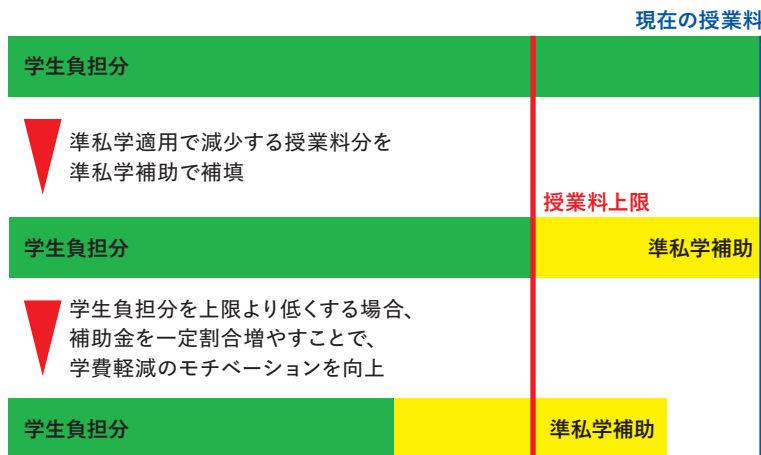 現在の授業料
学生負担分
準私学適用で減少する授業料分を
準私学補助で補填
授業料上限
学生負担分
準私学補助
学生負担分を上限より低くする場合、
補助金を一定割合増やすことで、
学費軽減のモチベーションを向上
学生負担分
準私学補助